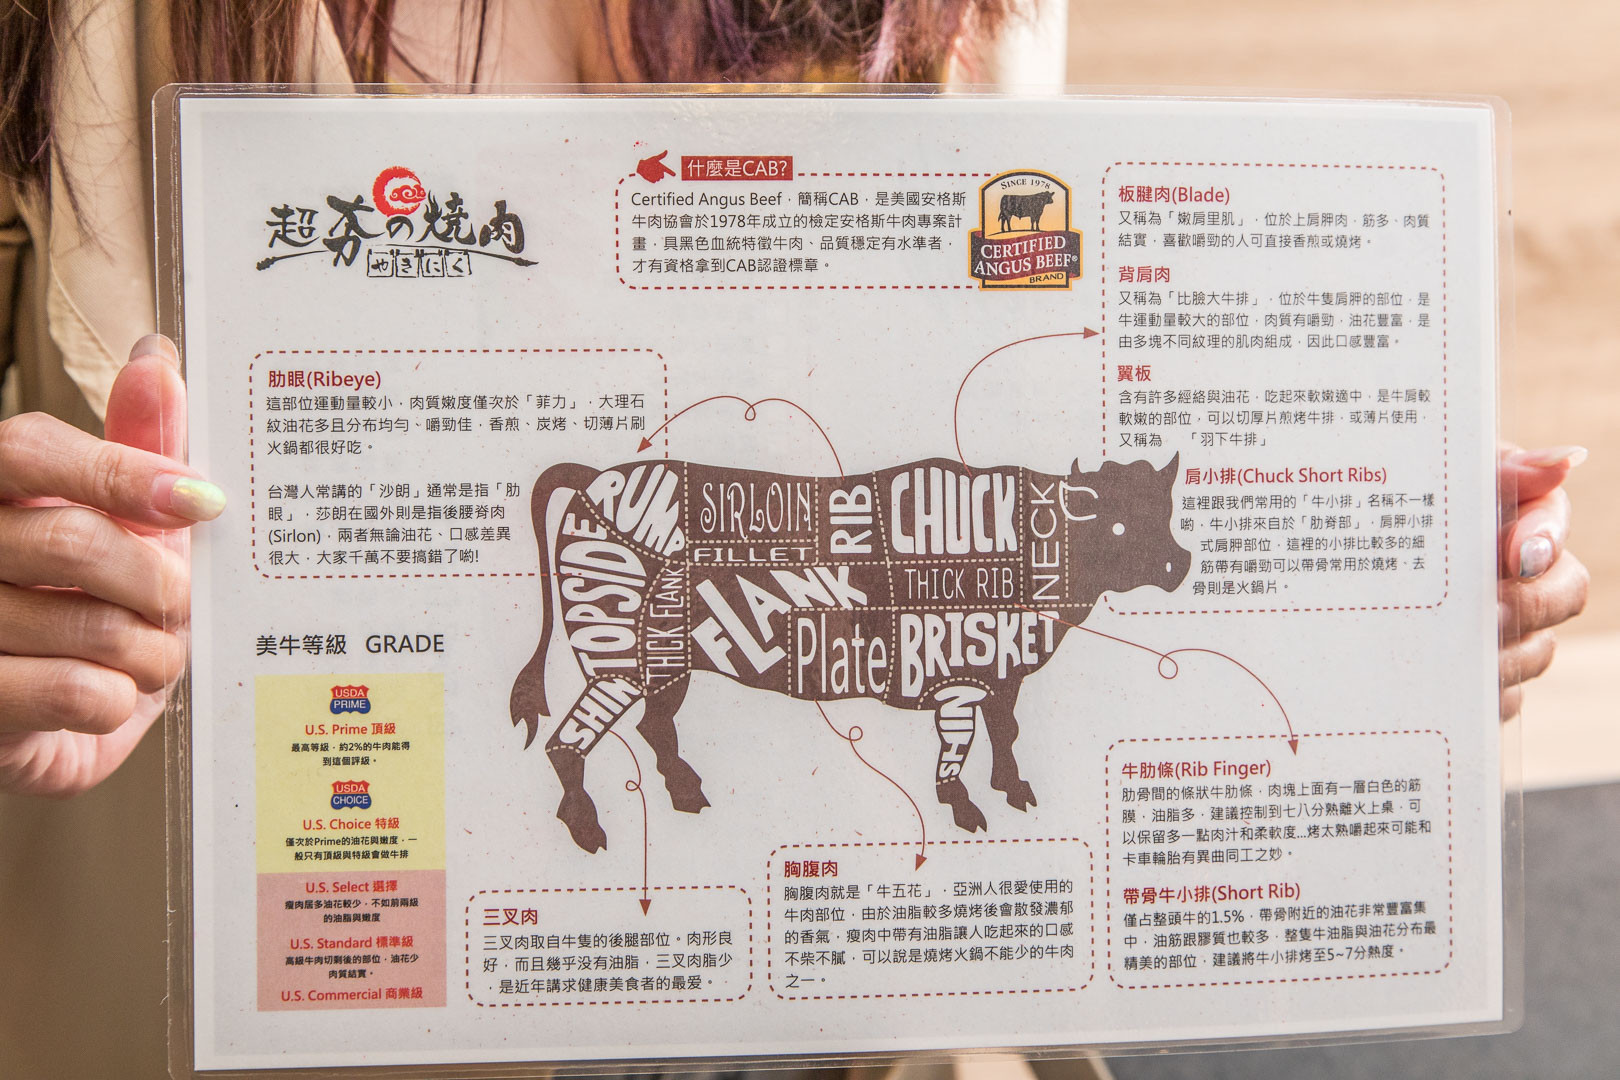 超夯の燒肉
やきにく
什麼是CAB?
Certified Angus Beef，簡稱CAB，是美國安格斯
牛肉協會於1978年成立的檢定安格斯牛肉專案計
畫，具黑色血統特徵牛肉、品質穩定有水準者，
才有資格拿到CAB認證標章。
SINCE 1978
CERTIFIED
ANGUS BEEF®
BRAND
板腱肉(Blade)
又稱為「嫩肩里肌」，位於上肩胛肉，筋多、肉質
結實，喜歡嚼勁的人可直接香煎或燒烤。
背肩肉
又稱為「比臉大牛排」，位於牛隻肩胛的部位，是
牛運動量較大的部位，肉質有嚼勁，油花豐富，是
由多塊不同紋理的肌肉組成，因此口感豐富。
翼板
含有許多經絡與油花，吃起來軟嫩適中，是牛肩較
軟嫩的部位，可以切厚片煎烤牛排，或薄片使用，
又稱為 「羽下牛排」
肩小排(Chuck Short Ribs)
這裡跟我們常用的「牛小排」名稱不一樣
喲，牛小排來自於「肋脊部」，肩胛小排
式肩胛部位，這裡的小排比較多的細
筋帶有嚼勁可以帶骨常用於燒烤、去
骨則是火鍋片。
肋眼(Ribeye)
這部位運動量較小，肉質嫩度僅次於「菲力」，大理石
紋油花多且分布均勻、嚼勁佳，香煎、炭烤、切薄片刷
火鍋都很好吃。
台灣人常講的「沙朗」通常是指「肋
眼」，莎朗在國外則是指後腰脊肉
(Sirlon)，兩者無論油花、口感差異
很大，大家千萬不要搞錯了喲!
RUMP
SIRLOIN
FILLET
RIB
CHUCK
NECK
TOPSIDE
THICK FLANK
FLANK
THICK RIB
Plate
BRISKET
SHIN
SHIN
美牛等級 GRADE
USDA
PRIME
U.S. Prime 頂級
最高等級，約2%的牛肉能得
到這個評級。
USDA
CHOICE
U.S. Choice 特級
僅次於Prime的油花與嫩度，一
般只有頂級與特級會做牛排
U.S. Select 選擇
瘦肉居多油花較少，不如前兩級
的油脂與嫩度
U.S. Standard 標準級
高級牛肉切剩後的部位，油花少
肉質結實。
U.S. Commercial 商業級
三叉肉
三叉肉取自牛隻的後腿部位。肉形良
好，而且幾乎没有油脂，三叉肉脂少
，是近年講求健康美食者的最愛。
胸腹肉
胸腹肉就是「牛五花」，亞洲人很愛使用的
牛肉部位，由於油脂較多燒烤後會散發濃郁
的香氣，瘦肉中帶有油脂讓人吃起來的口感
不柴不膩，可以說是燒烤火鍋不能少的牛肉
之一。
牛肋條(Rib Finger)
肋骨間的條狀牛肋條，肉塊上面有一層白色的筋
膜，油脂多，建議控制到七八分熟離火上桌，可
以保留多一點肉汁和柔軟度...烤太熟嚼起來可能和
卡車輪胎有異曲同工之妙。
帶骨牛小排(Short Rib)
僅占整頭牛的1.5%，帶骨附近的油花非常豐富集
中，油筋跟膠質也較多，整隻牛油脂與油花分布最
精美的部位，建議將牛小排烤至5~7分熟度。